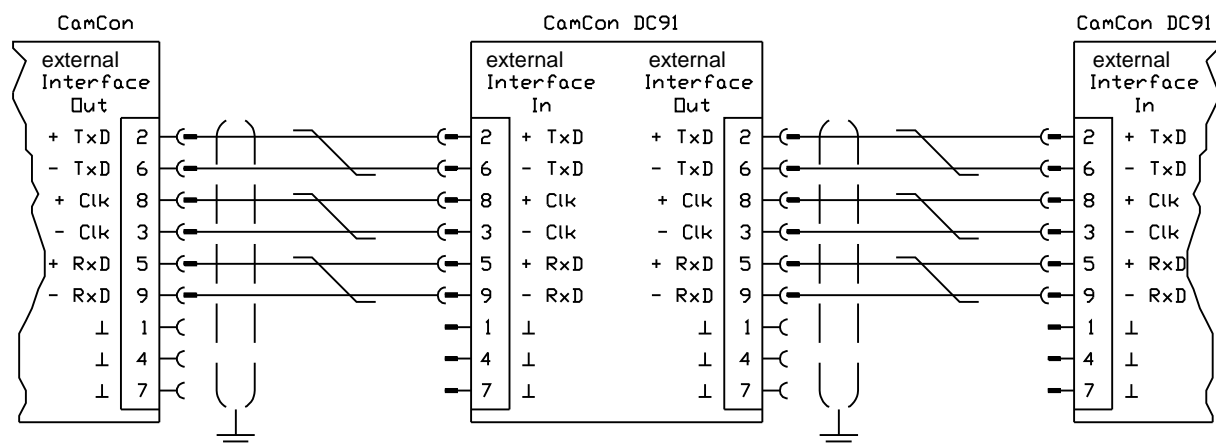 CamCon CamCon DC91 CamCon DC91
external external external external
Interface Interface Interface Interface
Out In Out In
+ TxD 2 2 + TxD + TxD 2 2 + TxD
- TxD 6 6 - TxD - TxD 6 6 - TxD
+ Clk 8 8 + Clk + Clk 8 8 + Clk
- Clk 3 3 - Clk - Clk 3 3 - Clk
+ RxD 5 5 + RxD + RxD 5 5 + RxD
- RxD 9 9 - RxD - RxD 9 9 - RxD
⊥ 1 1 ⊥ ⊥ 1 1 ⊥
⊥ 4 4 ⊥ ⊥ 4 4 ⊥
⊥ 7 7 ⊥ ⊥ 7 7 ⊥